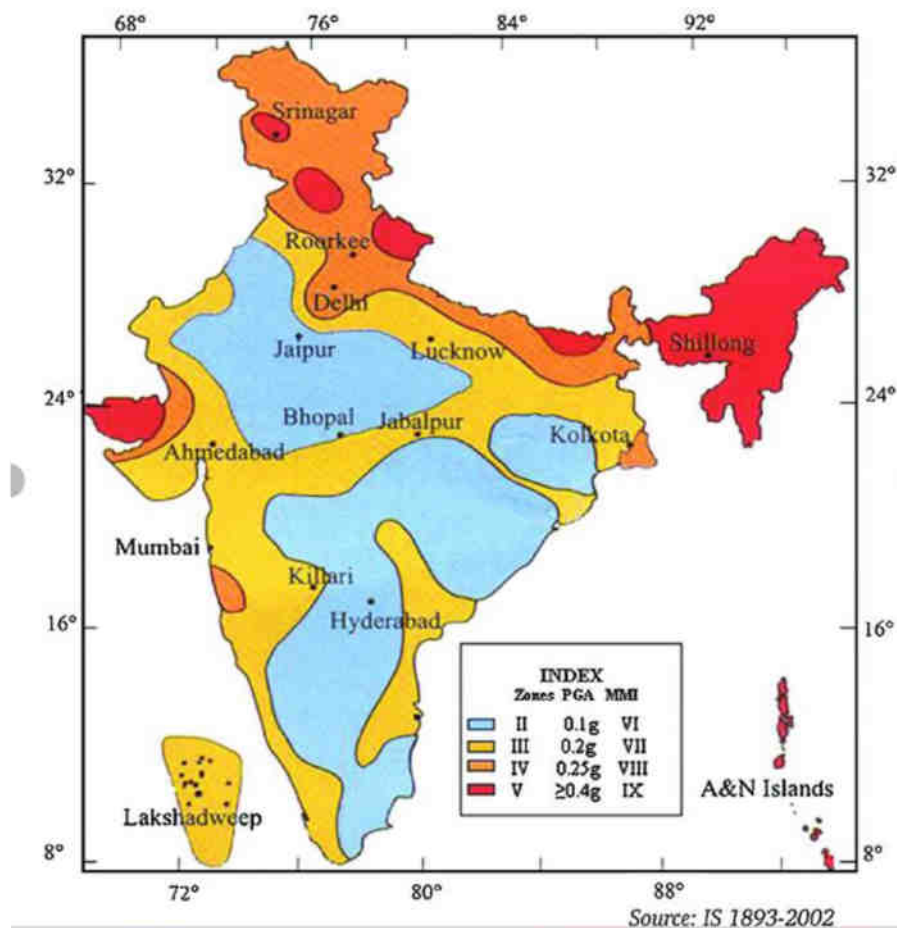 68° 76° 84° 92°
Srinagar
32° 32°
Roorkee
Delhi
Jaipur Lucknow Shillong
24° 24°
Bhopal Jabalpur Kolkota
Ahmedabad
Mumbai
Killari
Hyderabad
16° 16°
INDEX
Zones PGA MMI
II 0.1g VI
III 0.2g VII
IV 0.25g VIII
V ≥0.4g IX
A&N Islands
Lakshadweep
8° 8°
72° 80° 88°
Source: IS 1893-2002